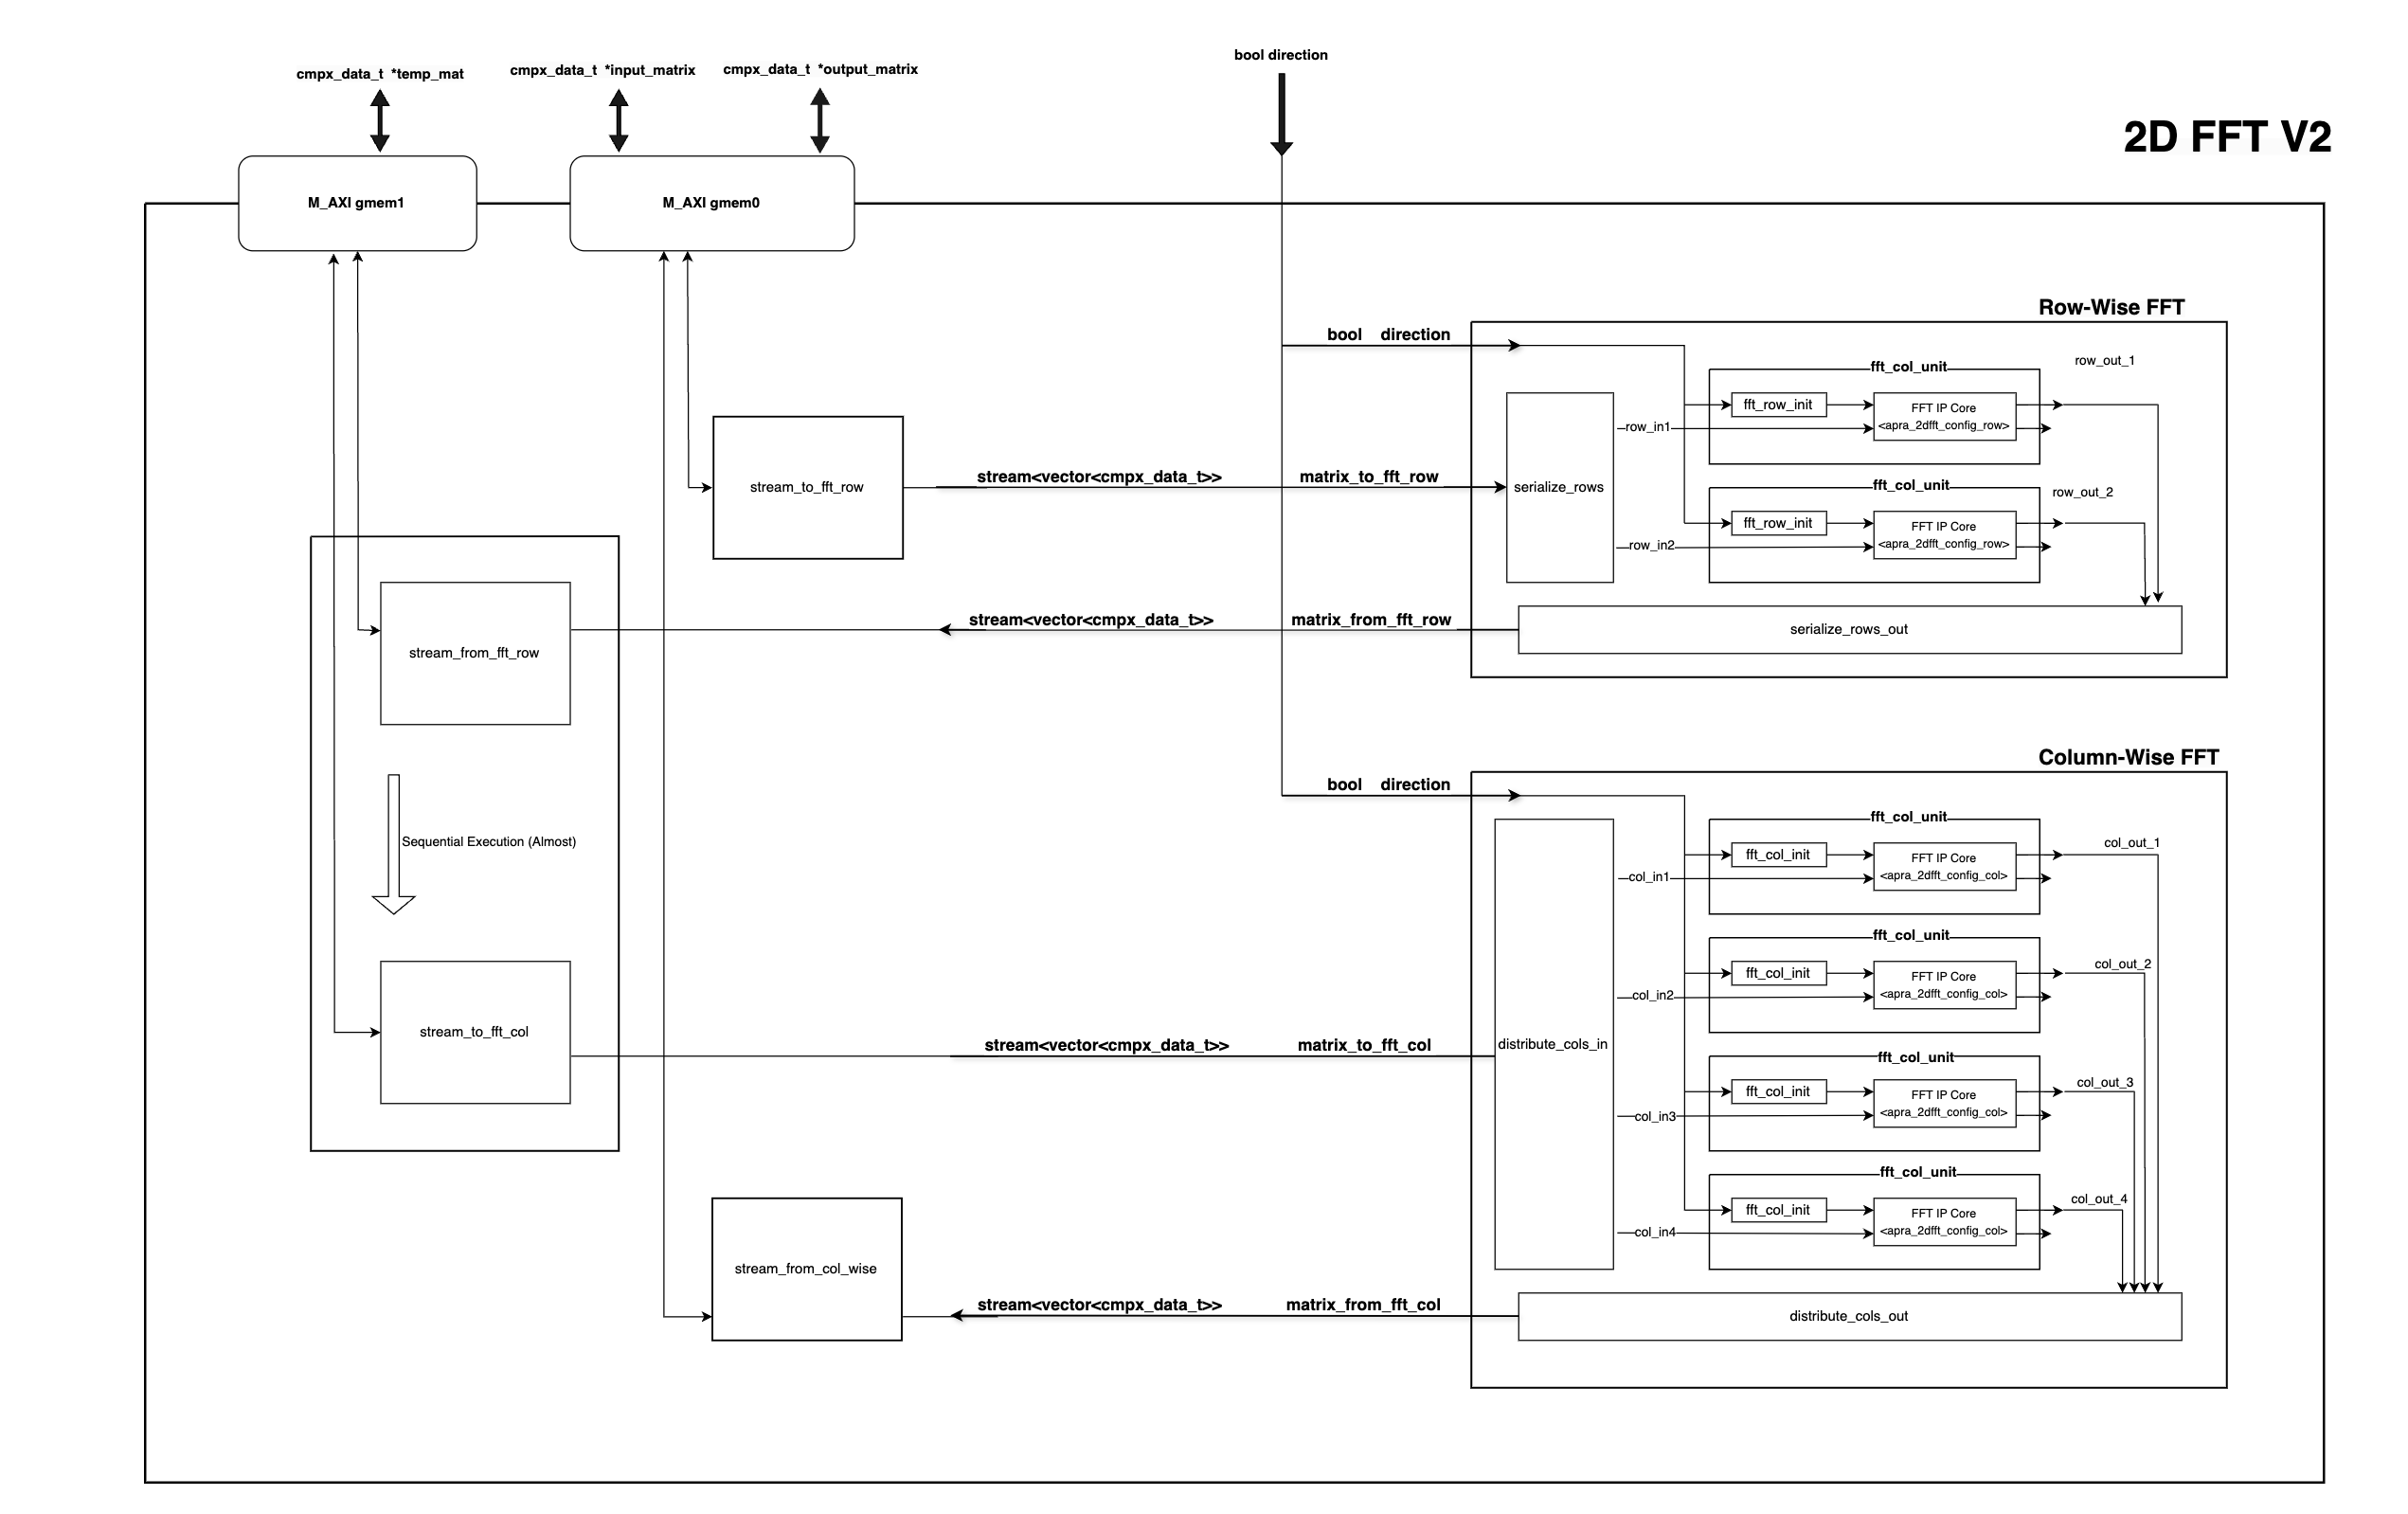 bool direction
cmpx_data_t *temp_mat
cmpx_data_t *input_matrix
cmpx_data_t *output_matrix
2D FFT V2
M_AXI gmem1
M_AXI gmem0
Row-Wise FFT
bool direction
fft_col_unit
row_out_1
fft_row_init
FFT IP Core
<apra_2dfft_config_row>
row_in1
stream_to_fft_row
stream<vector<cmpx_data_t>>
matrix_to_fft_row
serialize_rows
fft_col_unit
row_out_2
fft_row_init
FFT IP Core
<apra_2dfft_config_row>
row_in2
stream_from_fft_row
stream<vector<cmpx_data_t>>
matrix_from_fft_row
serialize_rows_out
Column-Wise FFT
bool direction
Sequential Execution (Almost)
fft_col_unit
col_out_1
fft_col_init
FFT IP Core
<apra_2dfft_config_col>
col_in1
fft_col_unit
col_out_2
fft_col_init
FFT IP Core
<apra_2dfft_config_col>
col_in2
stream_to_fft_col
stream<vector<cmpx_data_t>>
matrix_to_fft_col
distribute_cols_in
fft_col_unit
col_out_3
fft_col_init
FFT IP Core
<apra_2dfft_config_col>
col_in3
fft_col_unit
col_out_4
fft_col_init
FFT IP Core
<apra_2dfft_config_col>
col_in4
stream_from_col_wise
stream<vector<cmpx_data_t>>
matrix_from_fft_col
distribute_cols_out